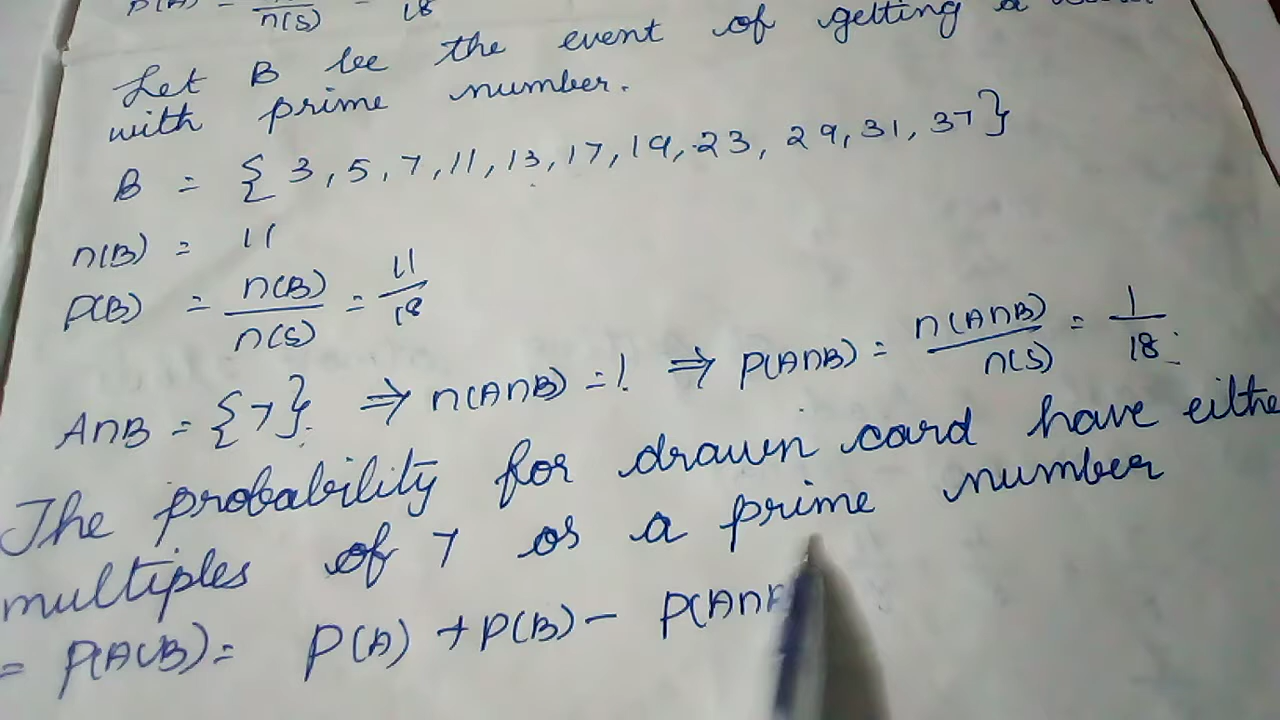 P(A) = n(S) = 18
Let B be the event of getting a
with prime number.
B = { 3, 5, 7, 11, 13, 17, 19, 23, 29, 31, 37 }
n(B) = 11
P(B) = n(B)/n(S) = 11/18
A∩B = {7}. ⇒ n(A∩B) = 1. ⇒ P(A∩B) = n(A∩B)/n(S) = 1/18.
The probability for drawn card have eithe
multiples of 7 or a prime number
= P(A∪B) = P(A) + P(B) - P(A∩